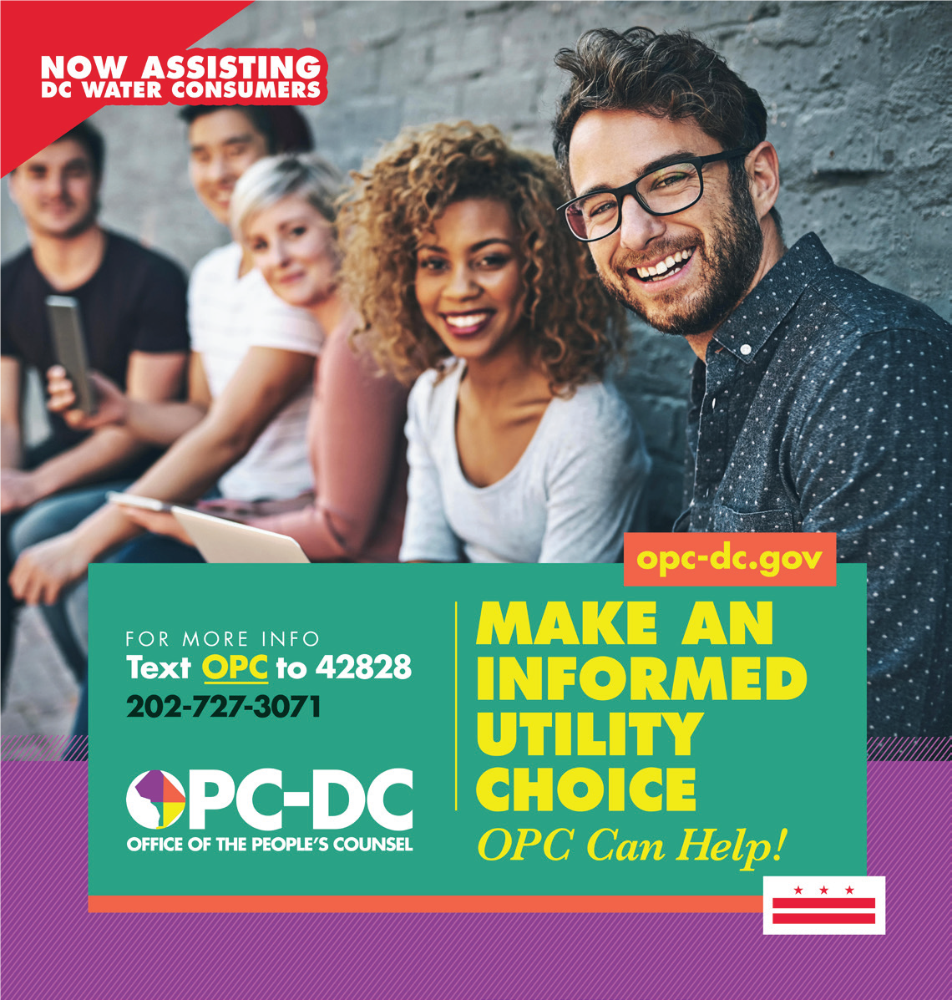 NOW ASSISTING
DC WATER CONSUMERS
opc-dc.gov
FOR MORE INFO
Text OPC to 42828
202-727-3071
OPC-DC
OFFICE OF THE PEOPLE'S COUNSEL
MAKE AN
INFORMED
UTILITY
CHOICE
OPC Can Help!